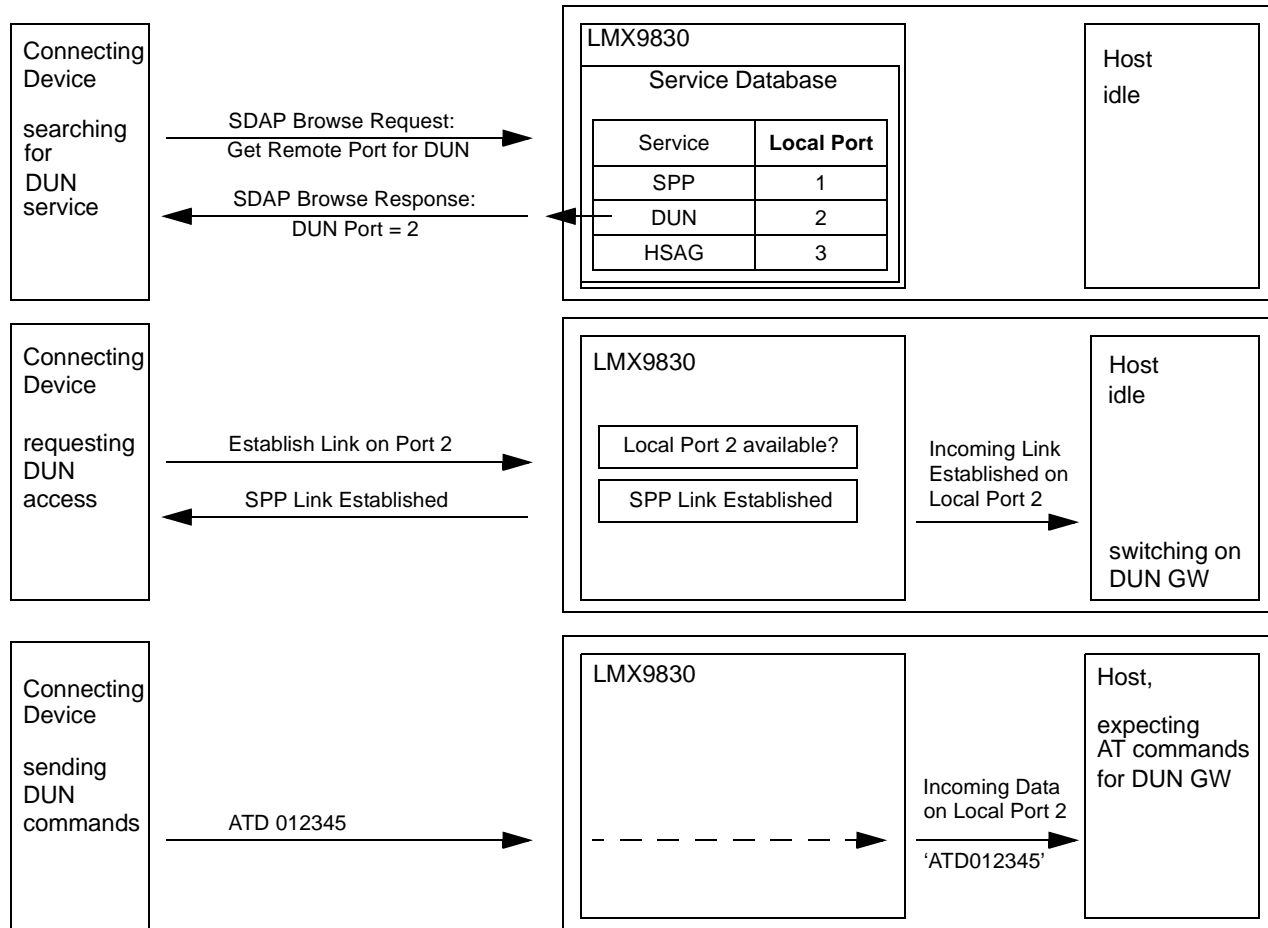 Connecting
Device
searching
for
DUN
service
SDAP Browse Request:
Get Remote Port for DUN
SDAP Browse Response:
DUN Port = 2
LMX9830
Service Database
Service Local Port
SPP 1
DUN 2
HSAG 3
Host
idle
Connecting
Device
requesting
DUN
access
Establish Link on Port 2
SPP Link Established
LMX9830
Local Port 2 available?
SPP Link Established
Incoming Link
Established on
Local Port 2
Host
idle
switching on
DUN GW
Connecting
Device
sending
DUN
commands
ATD 012345
LMX9830
Incoming Data
on Local Port 2
‘ATD012345’
Host,
expecting
AT commands
for DUN GW